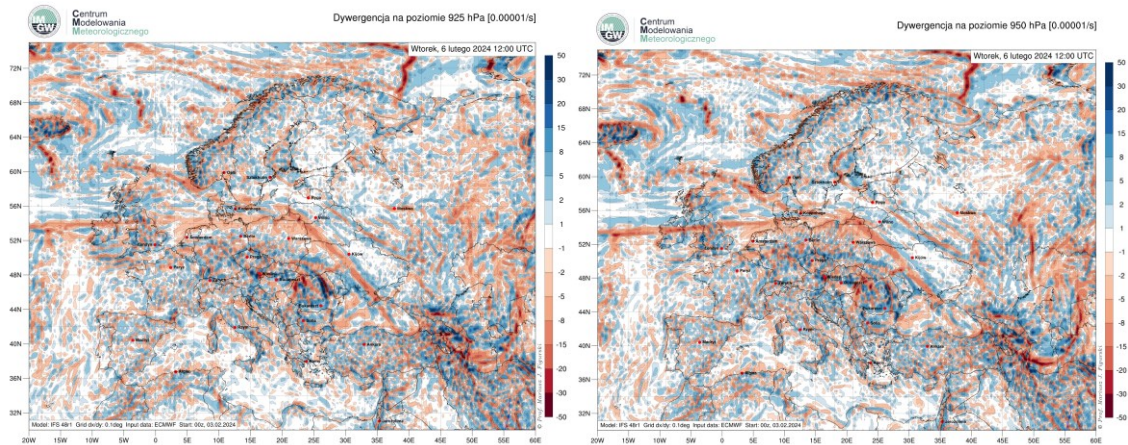 IM
GW
Centrum
Modelowania
Meteorologicznego
Dywergencja na poziomie 925 hPa [0.00001/s]
Wtorek, 6 lutego 2024 12:00 UTC
72N
68N
64N
60N
56N
52N
48N
44N
40N
36N
32N
50
30
20
15
8
5
2
1
-1
-2
-5
-8
-15
-20
-30
-50
Model: IFS 48r1 Grid dx/dy: 0.1deg Input data: ECMWF Start: 00z, 03.02.2024
20W 15W 10W 5W 0 5E 10E 15E 20E 25E 30E 35E 40E 45E 50E 55E 60E
IM
GW
Centrum
Modelowania
Meteorologicznego
Dywergencja na poziomie 950 hPa [0.00001/s]
Wtorek, 6 lutego 2024 12:00 UTC
72N
68N
64N
60N
56N
52N
48N
44N
40N
36N
32N
50
30
20
15
8
5
2
1
-1
-2
-5
-8
-15
-20
-30
-50
Model: IFS 48r1 Grid dx/dy: 0.1deg Input data: ECMWF Start: 00z, 03.02.2024
20W 15W 10W 5W 0 5E 10E 15E 20E 25E 30E 35E 40E 45E 50E 55E 60E